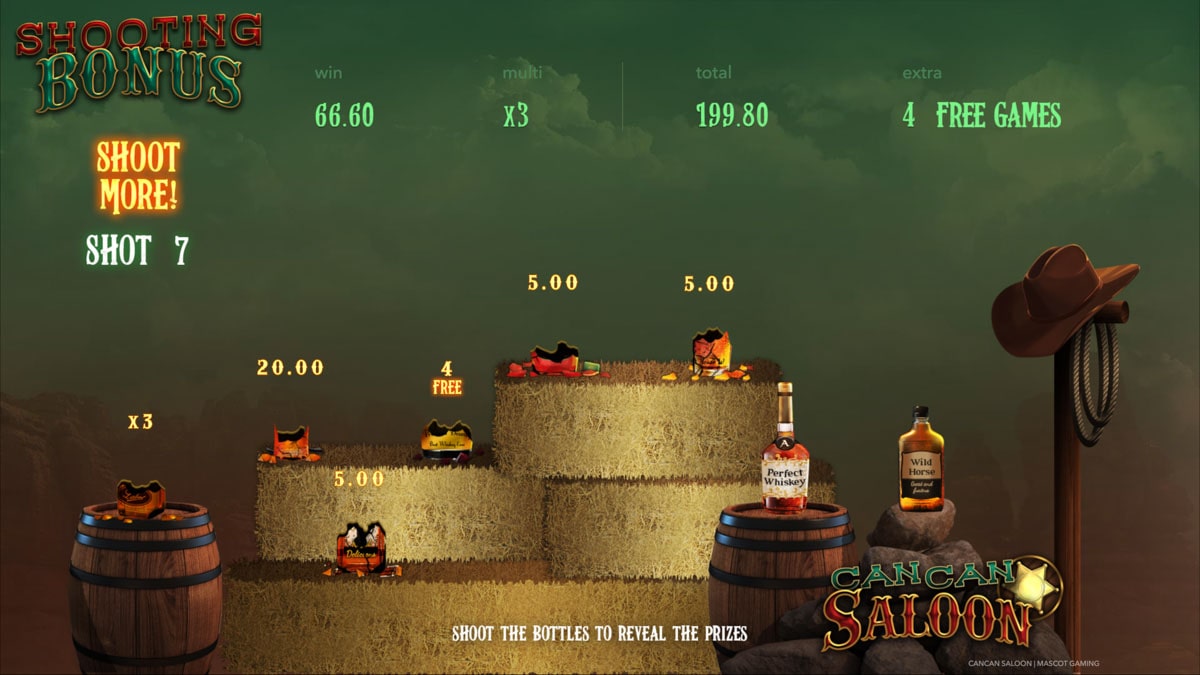 SHOOTING
BONUS
win
multi
total
extra
66.60
x3
199.80
4 FREE GAMES
SHOOT
MORE!
SHOT 7
5.00
5.00
20.00
4
FREE
x3
5.00
Perfect
Whiskey
A
Wild
Horse
CANCAN
SALOON
SHOOT THE BOTTLES TO REVEAL THE PRIZES
CANCAN SALOON | MASCOT GAMING